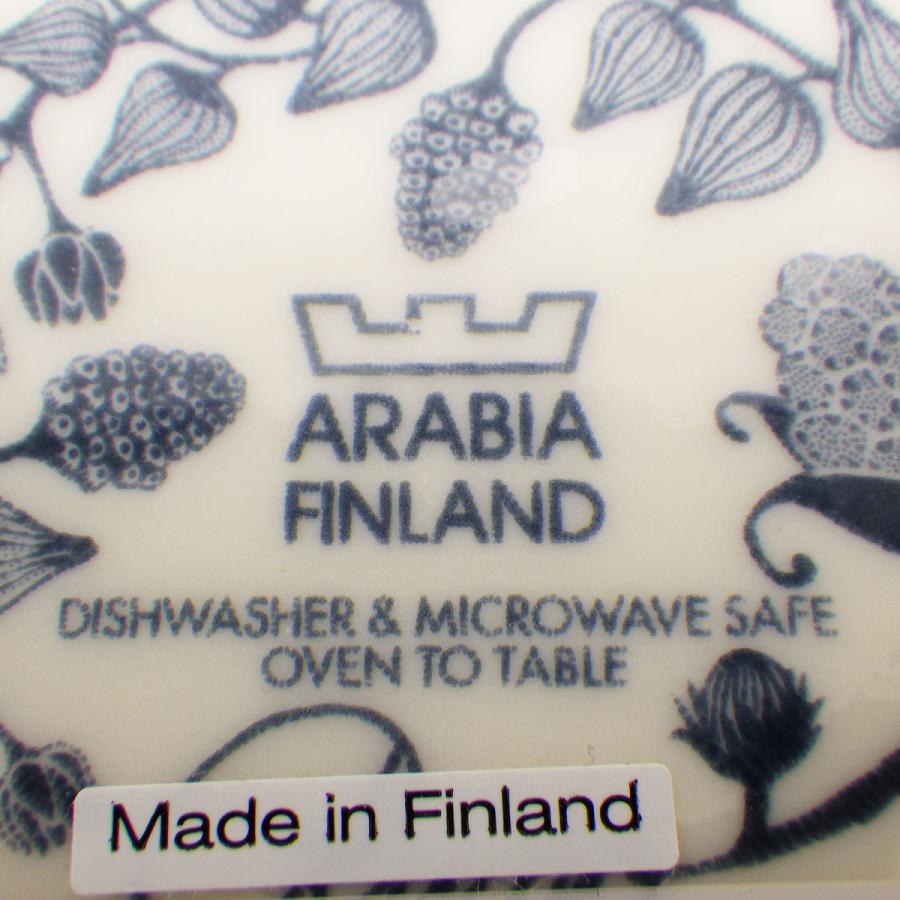 ARABIA
FINLAND
DISHWASHER & MICROWAVE SAFE
OVEN TO TABLE
Made in Finland